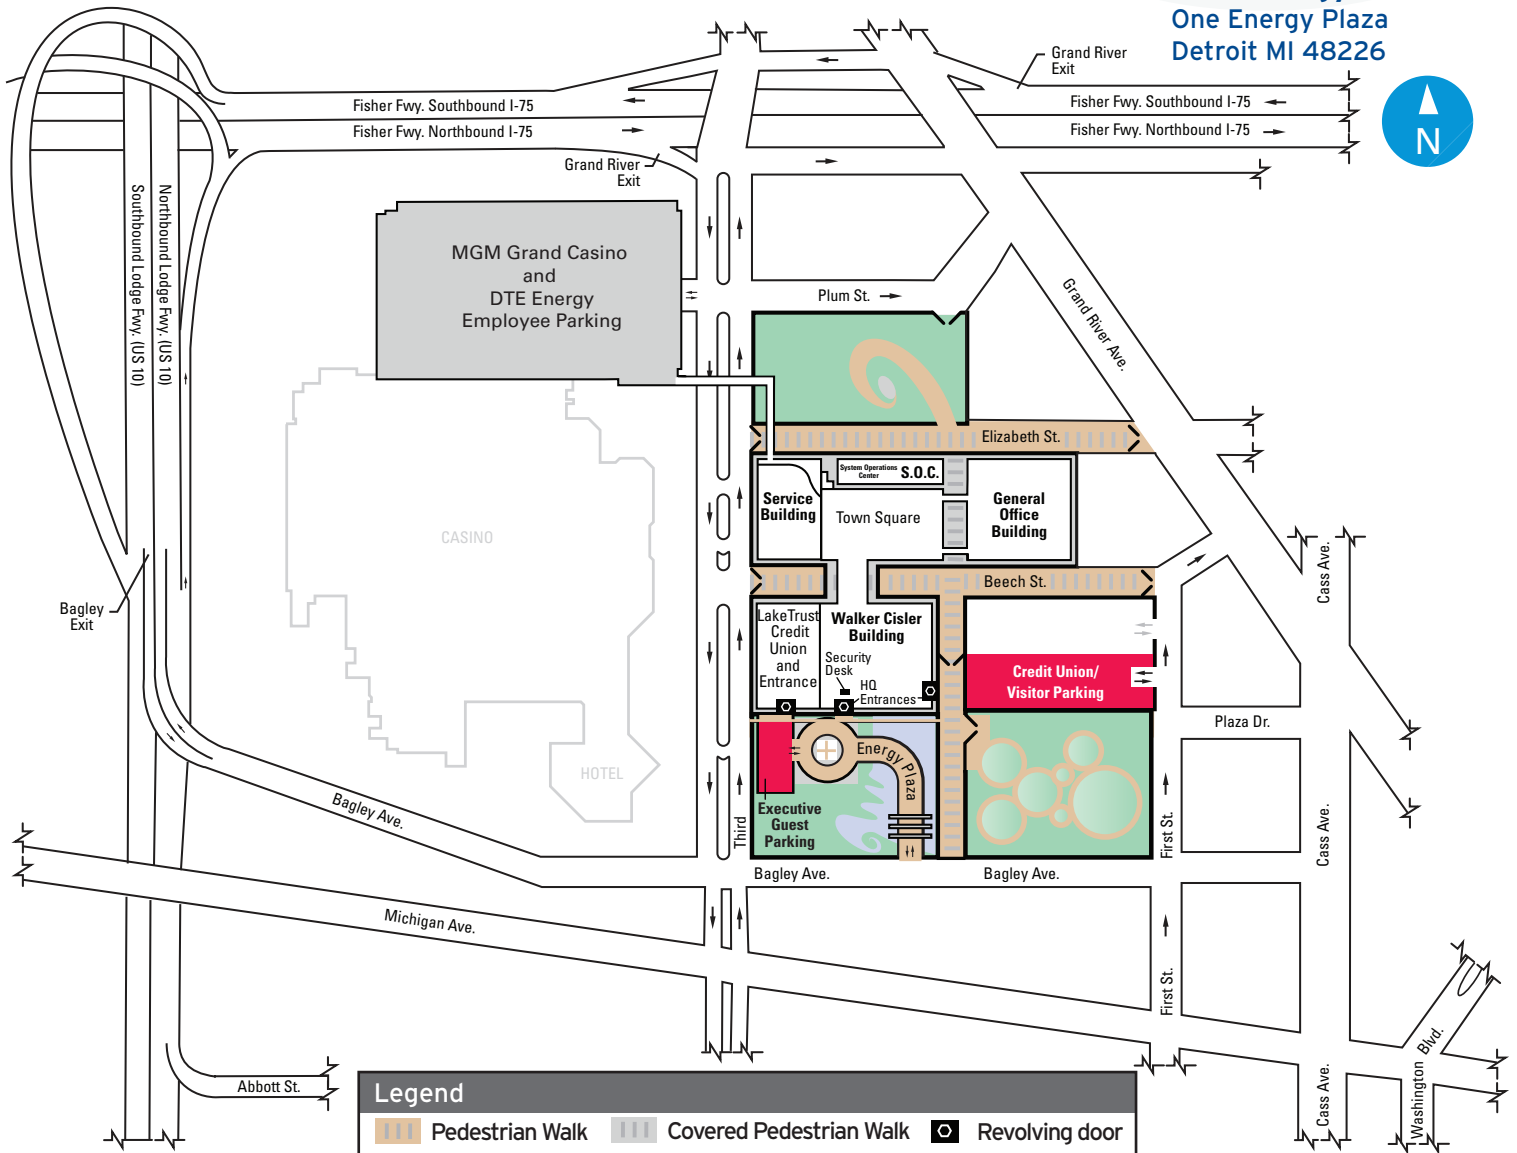 One Energy Plaza
Detroit MI 48226
N
Grand River
Exit
Fisher Fwy. Southbound I-75
Fisher Fwy. Northbound I-75
Fisher Fwy. Southbound I-75
Fisher Fwy. Northbound I-75
Grand River
Exit
Southbound Lodge Fwy. (US 10)
Northbound Lodge Fwy. (US 10)
MGM Grand Casino
and
DTE Energy
Employee Parking
Plum St.
Grand River Ave.
Elizabeth St.
System Operations
Center
S.O.C.
Service
Building
Town Square
General
Office
Building
CASINO
Beech St.
Cass Ave.
Bagley
Exit
Lake Trust
Credit
Union
and
Entrance
Walker Cisler
Building
Security
Desk
HQ
Entrances
Credit Union/
Visitor Parking
Plaza Dr.
Energy Plaza
HOTEL
Executive
Guest
Parking
Third
Bagley Ave.
First St.
Cass Ave.
Bagley Ave.
Bagley Ave.
Michigan Ave.
First St.
Washington Blvd.
Cass Ave.
Abbott St.
Legend
Pedestrian Walk
Covered Pedestrian Walk
Revolving door